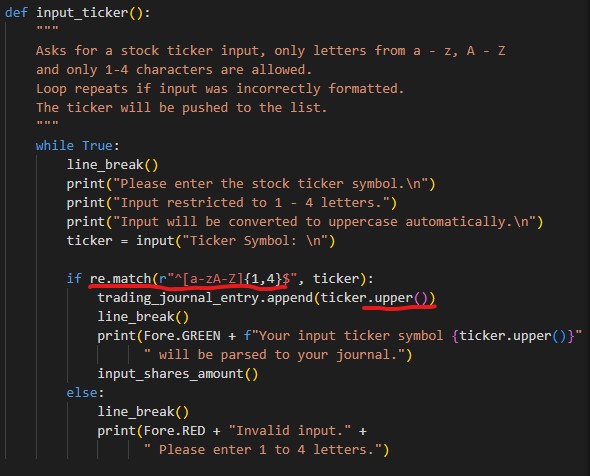 def input_ticker():
    """
    Asks for a stock ticker input, only letters from a - z, A - Z
    and only 1-4 characters are allowed.
    Loop repeats if input was incorrectly formatted.
    The ticker will be pushed to the list.
    """
    while True:
        line_break()
        print("Please enter the stock ticker symbol.\n")
        print("Input restricted to 1 - 4 letters.")
        print("Input will be converted to uppercase automatically.\n")
        ticker = input("Ticker Symbol: \n")

        if re.match(r"^[a-zA-Z]{1,4}$", ticker):
            trading_journal_entry.append(ticker.upper())
            line_break()
            print(Fore.GREEN + f"Your input ticker symbol {ticker.upper()}"
                  " will be parsed to your journal.")
            input_shares_amount()
        else:
            line_break()
            print(Fore.RED + "Invalid input." +
                  " Please enter 1 to 4 letters.")